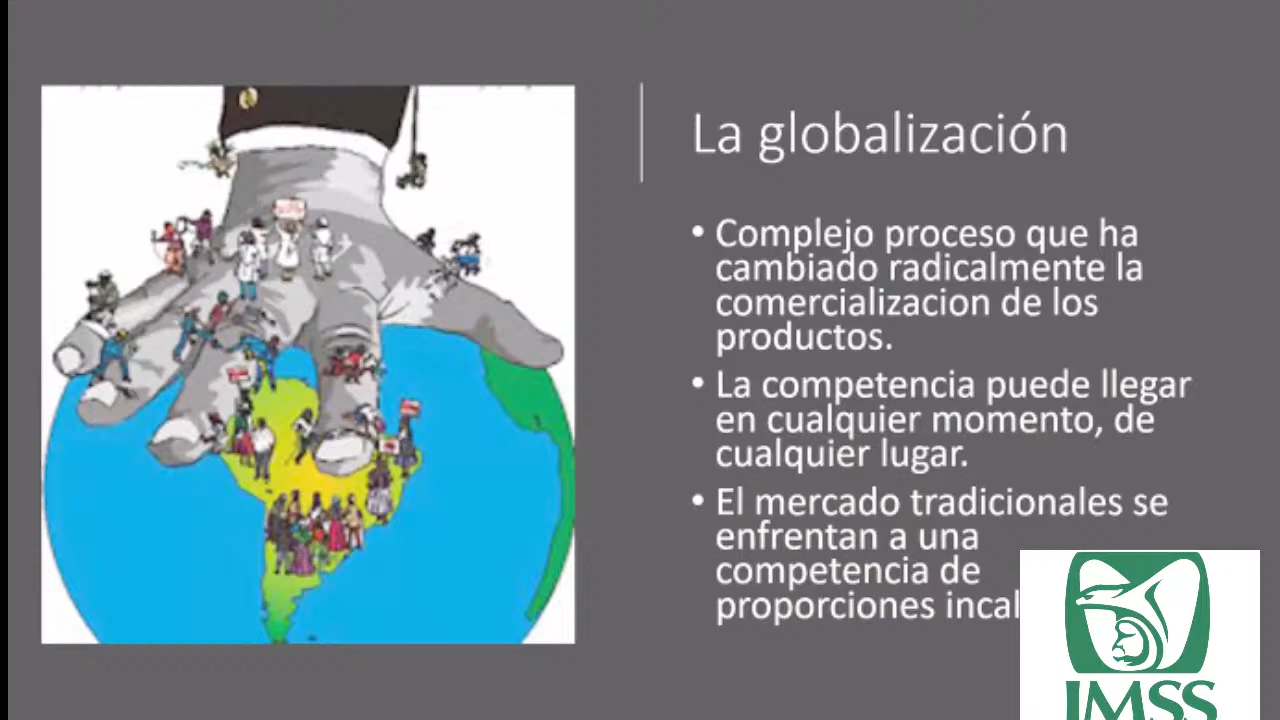 La globalización
• Complejo proceso que ha
cambiado radicalmente la
comercializacion de los
productos.
• La competencia puede llegar
en cualquier momento, de
cualquier lugar.
• El mercado tradicionales se
enfrentan a una
competencia de
proporciones incal
IMSS